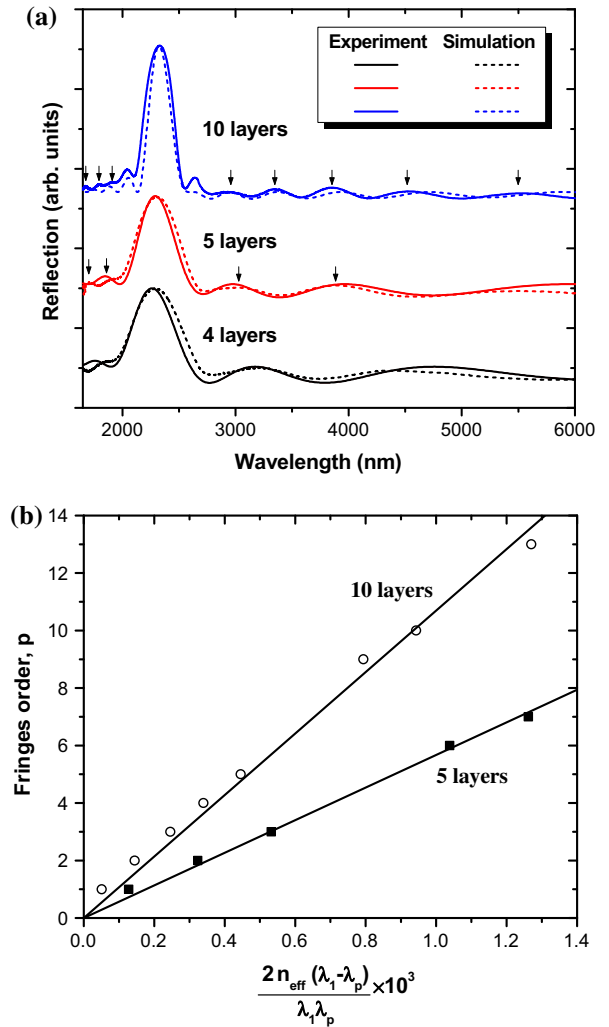 (a)
Experiment Simulation
10 layers
5 layers
4 layers
Reflection (arb. units)
2000 3000 4000 5000 6000
Wavelength (nm)
(b)
14
12
10
8
6
4
2
0
10 layers
5 layers
Fringes order, p
0.0 0.2 0.4 0.6 0.8 1.0 1.2 1.4
2 n_eff (λ_1-λ_p)
×10^3
λ_1λ_p